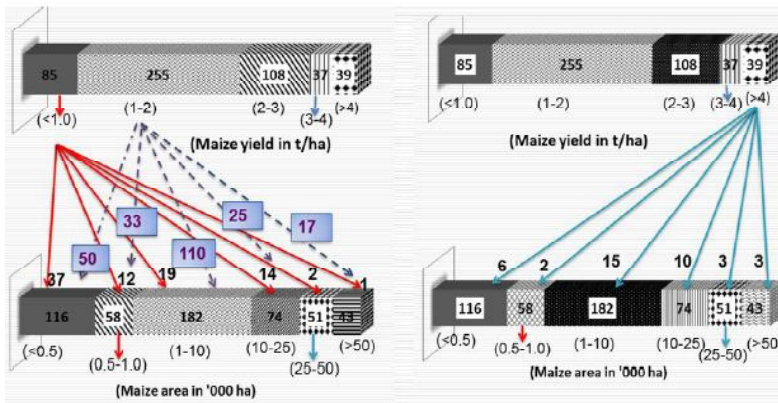 85 255 108 37 39
(<1.0) (1-2) (2-3) (3-4) (>4)
(Maize yield in t/ha)
33 25 17
50 110
37 12 19 14 2 1
116 58 182 74 51 43
(<0.5) (0.5-1.0) (1-10) (10-25) (25-50) (>50)
(Maize area in '000 ha)
85 255 108 37 39
(<1.0) (1-2) (2-3) (3-4) (>4)
(Maize yield in t/ha)
6 2 15 10 3 3
116 58 182 74 51 43
(<0.5) (0.5-1.0) (1-10) (10-25) (25-50) (>50)
(Maize area in '000 ha)